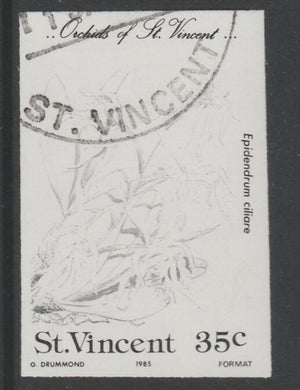 ..Orchids of St. Vincent...
ST. VINCENT
Epidendrum ciliare
St.Vincent 35c
G. DRUMMOND 1985 FORMAT